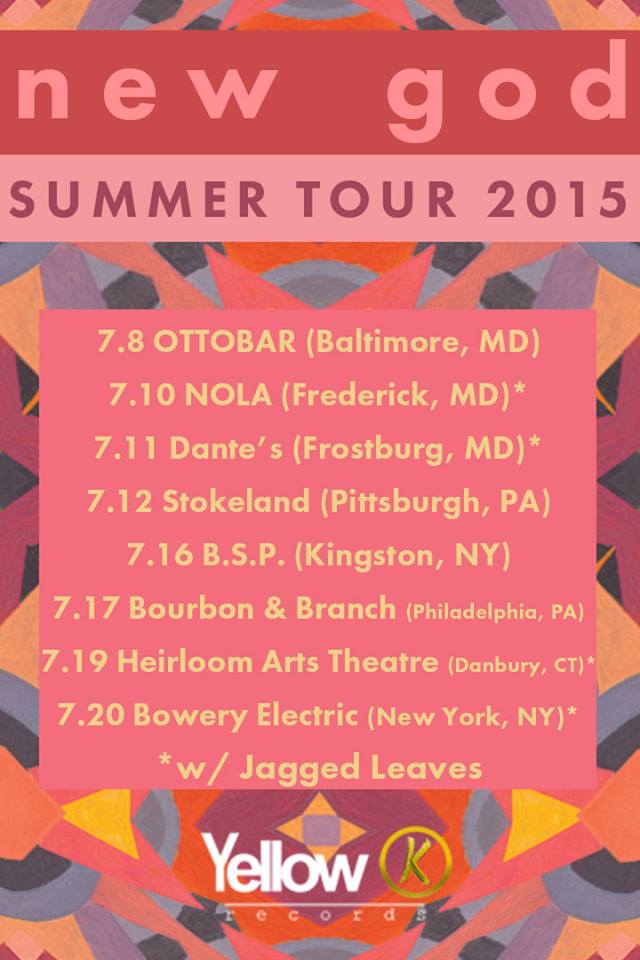 new god
SUMMER TOUR 2015
7.8 OTTOBAR (Baltimore, MD)
7.10 NOLA (Frederick, MD)*
7.11 Dante’s (Frostburg, MD)*
7.12 Stokeland (Pittsburgh, PA)
7.16 B.S.P. (Kingston, NY)
7.17 Bourbon & Branch (Philadelphia, PA)
7.19 Heirloom Arts Theatre (Danbury, CT)*
7.20 Bowery Electric (New York, NY)*
*w/ Jagged Leaves
Yellow K
records